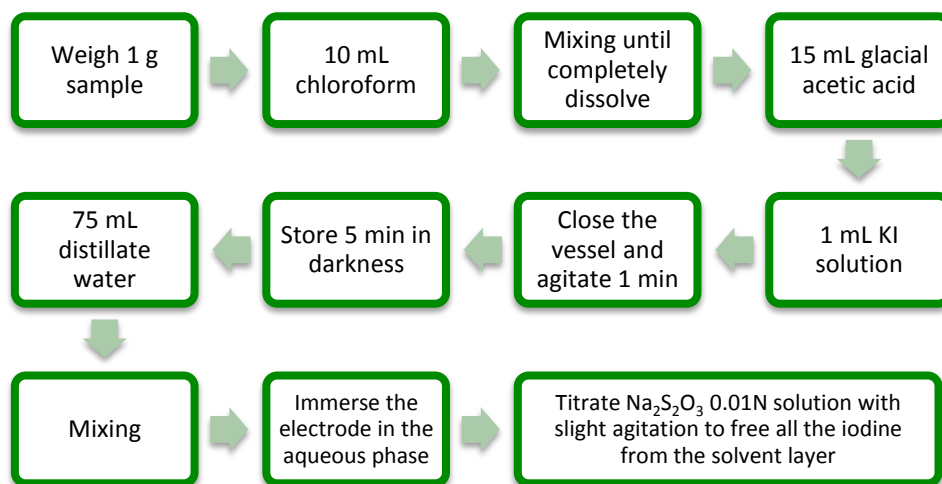 Weigh 1 g
sample
10 mL
chloroform
Mixing until
completely
dissolve
15 mL glacial
acetic acid
1 mL KI
solution
Close the
vessel and
agitate 1 min
Store 5 min in
darkness
75 mL
distillate
water
Mixing
Immerse the
electrode in the
aqueous phase
Titrate Na₂S₂O₃ 0.01N solution with
slight agitation to free all the iodine
from the solvent layer